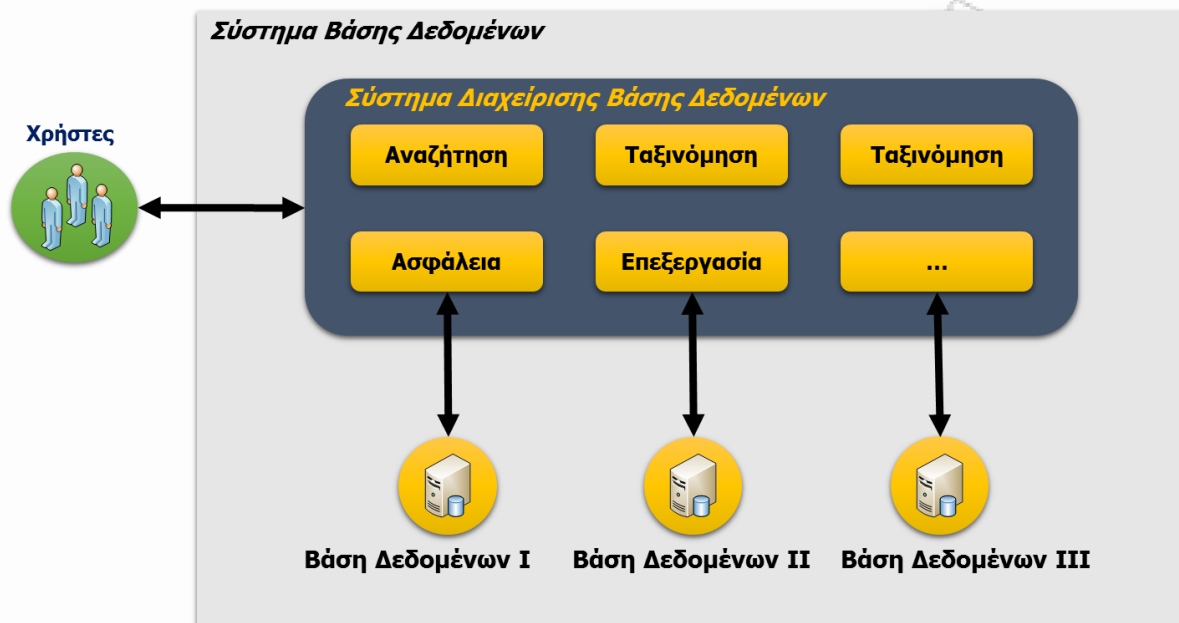 Σύστημα Βάσης Δεδομένων
Σύστημα Διαχείρισης Βάσης Δεδομένων
Χρήστες
Αναζήτηση
Ταξινόμηση
Ταξινόμηση
Ασφάλεια
Επεξεργασία
...
Βάση Δεδομένων I
Βάση Δεδομένων II
Βάση Δεδομένων III